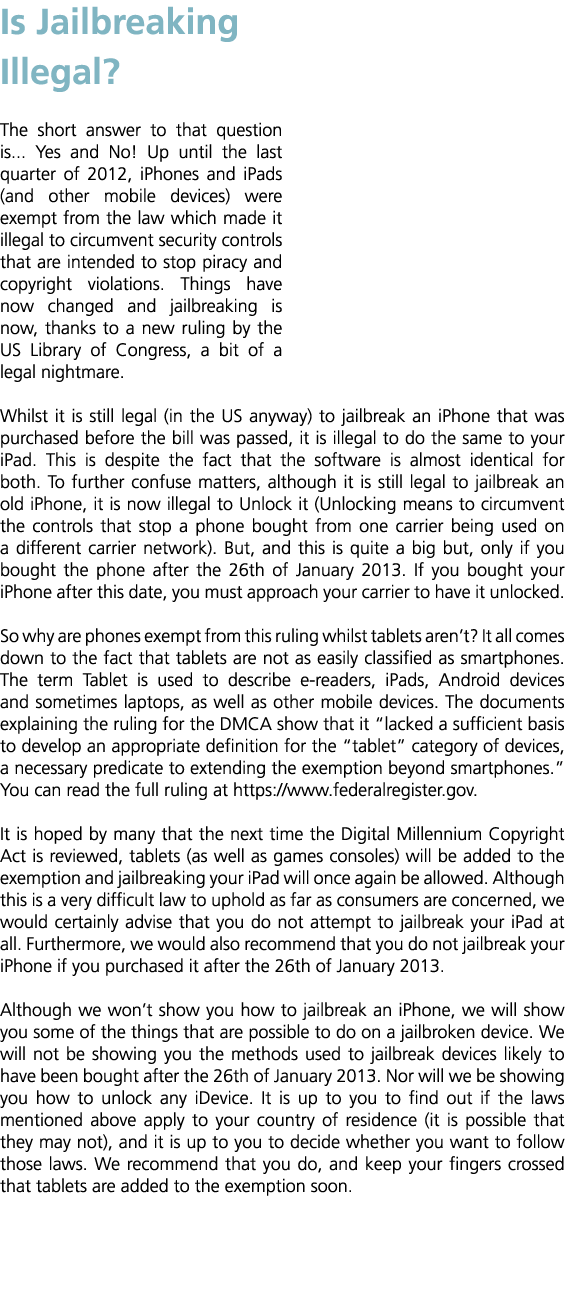 Is Jailbreaking
Illegal?
The short answer to that question
is... Yes and No! Up until the last
quarter of 2012, iPhones and iPads
(and other mobile devices) were
exempt from the law which made it
illegal to circumvent security controls
that are intended to stop piracy and
copyright violations. Things have
now changed and jailbreaking is
now, thanks to a new ruling by the
US Library of Congress, a bit of a
legal nightmare.
Whilst it is still legal (in the US anyway) to jailbreak an iPhone that was
purchased before the bill was passed, it is illegal to do the same to your
iPad. This is despite the fact that the software is almost identical for
both. To further confuse matters, although it is still legal to jailbreak an
old iPhone, it is now illegal to Unlock it (Unlocking means to circumvent
the controls that stop a phone bought from one carrier being used on
a different carrier network). But, and this is quite a big but, only if you
bought the phone after the 26th of January 2013. If you bought your
iPhone after this date, you must approach your carrier to have it unlocked.
So why are phones exempt from this ruling whilst tablets aren’t? It all comes
down to the fact that tablets are not as easily classified as smartphones.
The term Tablet is used to describe e-readers, iPads, Android devices
and sometimes laptops, as well as other mobile devices. The documents
explaining the ruling for the DMCA show that it “lacked a sufficient basis
to develop an appropriate definition for the “tablet” category of devices,
a necessary predicate to extending the exemption beyond smartphones.”
You can read the full ruling at https://www.federalregister.gov.
It is hoped by many that the next time the Digital Millennium Copyright
Act is reviewed, tablets (as well as games consoles) will be added to the
exemption and jailbreaking your iPad will once again be allowed. Although
this is a very difficult law to uphold as far as consumers are concerned, we
would certainly advise that you do not attempt to jailbreak your iPad at
all. Furthermore, we would also recommend that you do not jailbreak your
iPhone if you purchased it after the 26th of January 2013.
Although we won’t show you how to jailbreak an iPhone, we will show
you some of the things that are possible to do on a jailbroken device. We
will not be showing you the methods used to jailbreak devices likely to
have been bought after the 26th of January 2013. Nor will we be showing
you how to unlock any iDevice. It is up to you to find out if the laws
mentioned above apply to your country of residence (it is possible that
they may not), and it is up to you to decide whether you want to follow
those laws. We recommend that you do, and keep your fingers crossed
that tablets are added to the exemption soon.